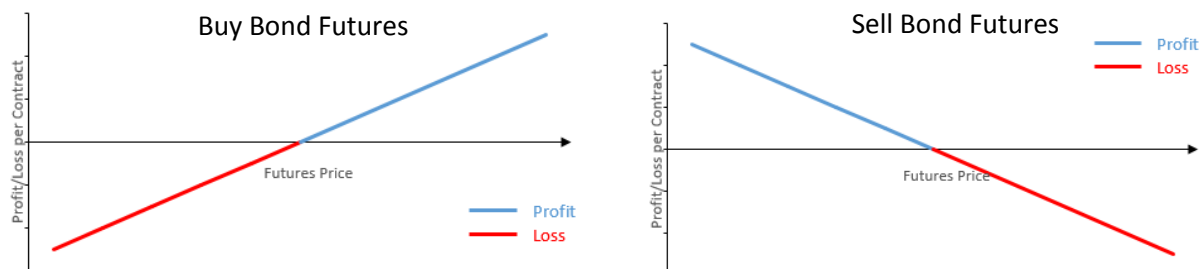 Buy Bond Futures
Profit/Loss per Contract
Futures Price
Profit
Loss
Sell Bond Futures
Profit
Loss
Profit/Loss per Contract
Futures Price